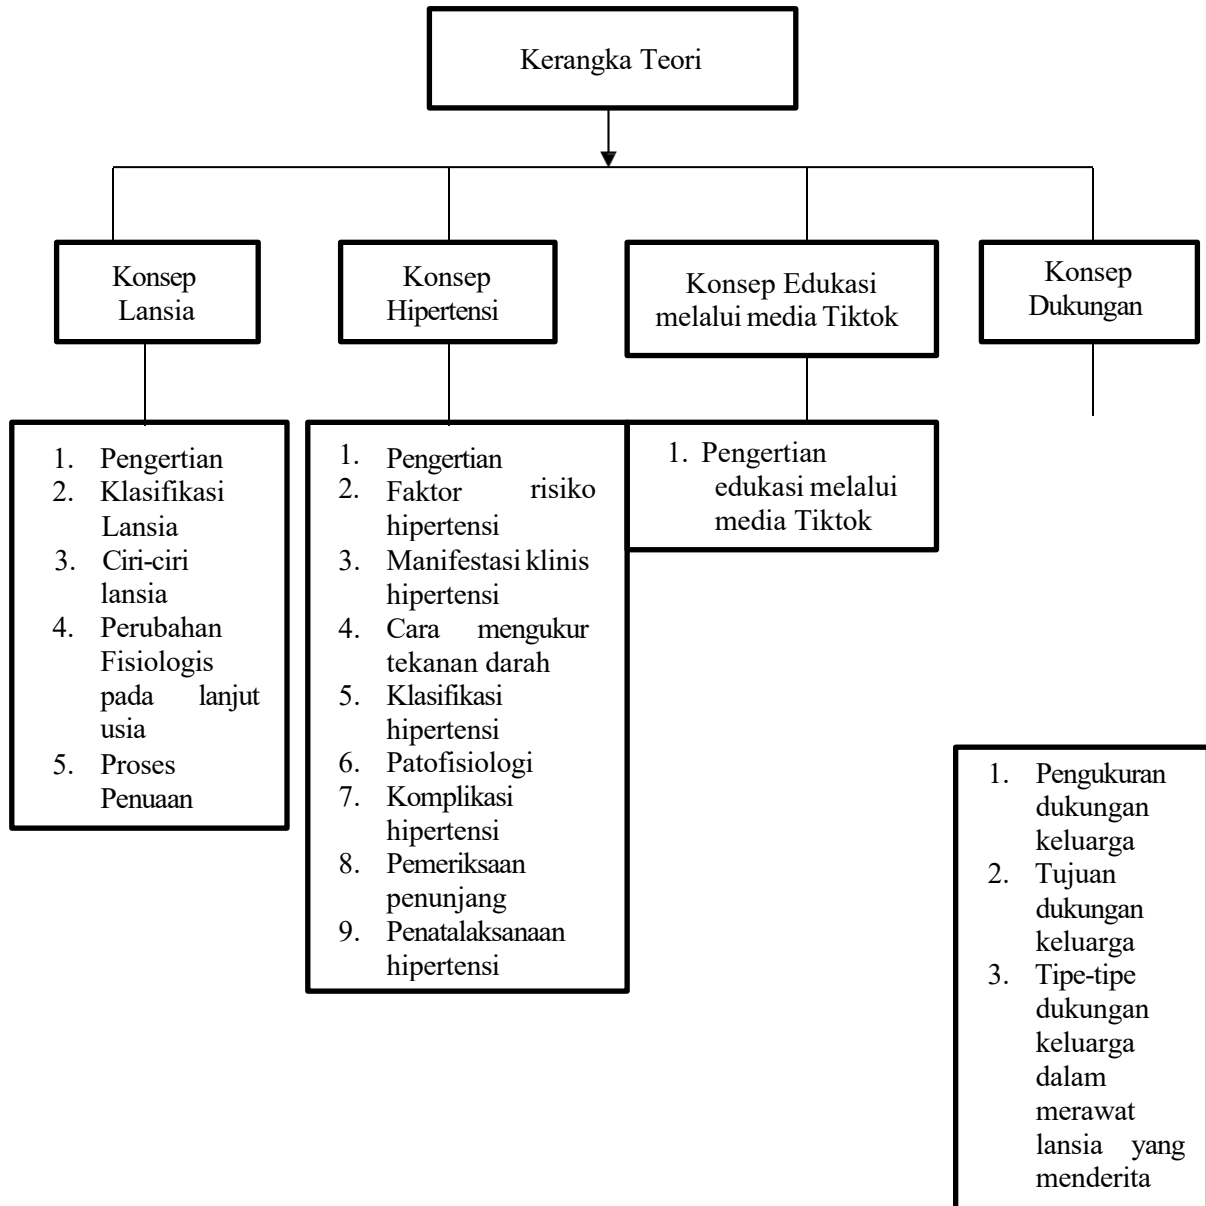 Kerangka Teori
Konsep
Lansia
Konsep
Hipertensi
Konsep Edukasi
melalui media Tiktok
Konsep
Dukungan
1. Pengertian
2. Klasifikasi
Lansia
3. Ciri-ciri
lansia
4. Perubahan
Fisiologis
pada lanjut
usia
5. Proses
Penuaan
1. Pengertian
2. Faktor risiko
hipertensi
3. Manifestasi klinis
hipertensi
4. Cara mengukur
tekanan darah
5. Klasifikasi
hipertensi
6. Patofisiologi
7. Komplikasi
hipertensi
8. Pemeriksaan
penunjang
9. Penatalaksanaan
hipertensi
1. Pengertian
edukasi melalui
media Tiktok
1. Pengukuran
dukungan
keluarga
2. Tujuan
dukungan
keluarga
3. Tipe-tipe
dukungan
keluarga
dalam
merawat
lansia yang
menderita